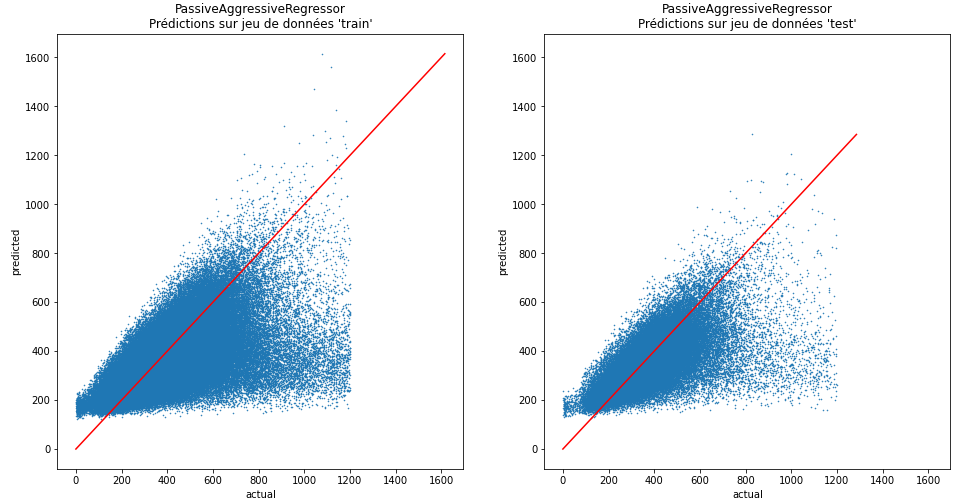 PassiveAggressiveRegressor
Prédictions sur jeu de données 'train'
1600
1400
1200
1000
800
600
400
200
0
predicted
0 200 400 600 800 1000 1200 1400 1600
actual
PassiveAggressiveRegressor
Prédictions sur jeu de données 'test'
1600
1400
1200
1000
800
600
400
200
0
predicted
0 200 400 600 800 1000 1200 1400 1600
actual